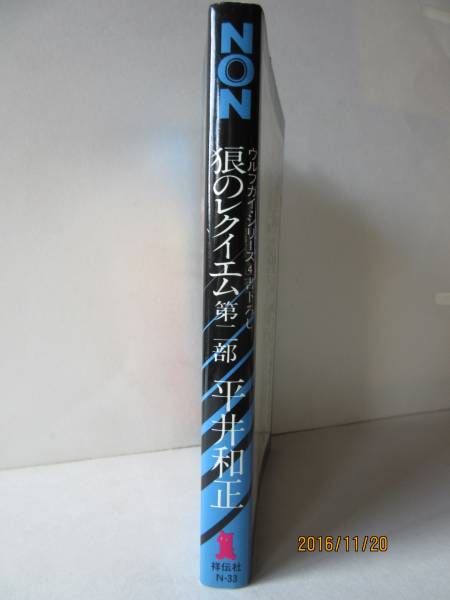 NON
ウルフガイ・シリーズ4書下ろし
狼のレクイエム 第二部
平井和正
祥伝社
N-33
2016/11/20